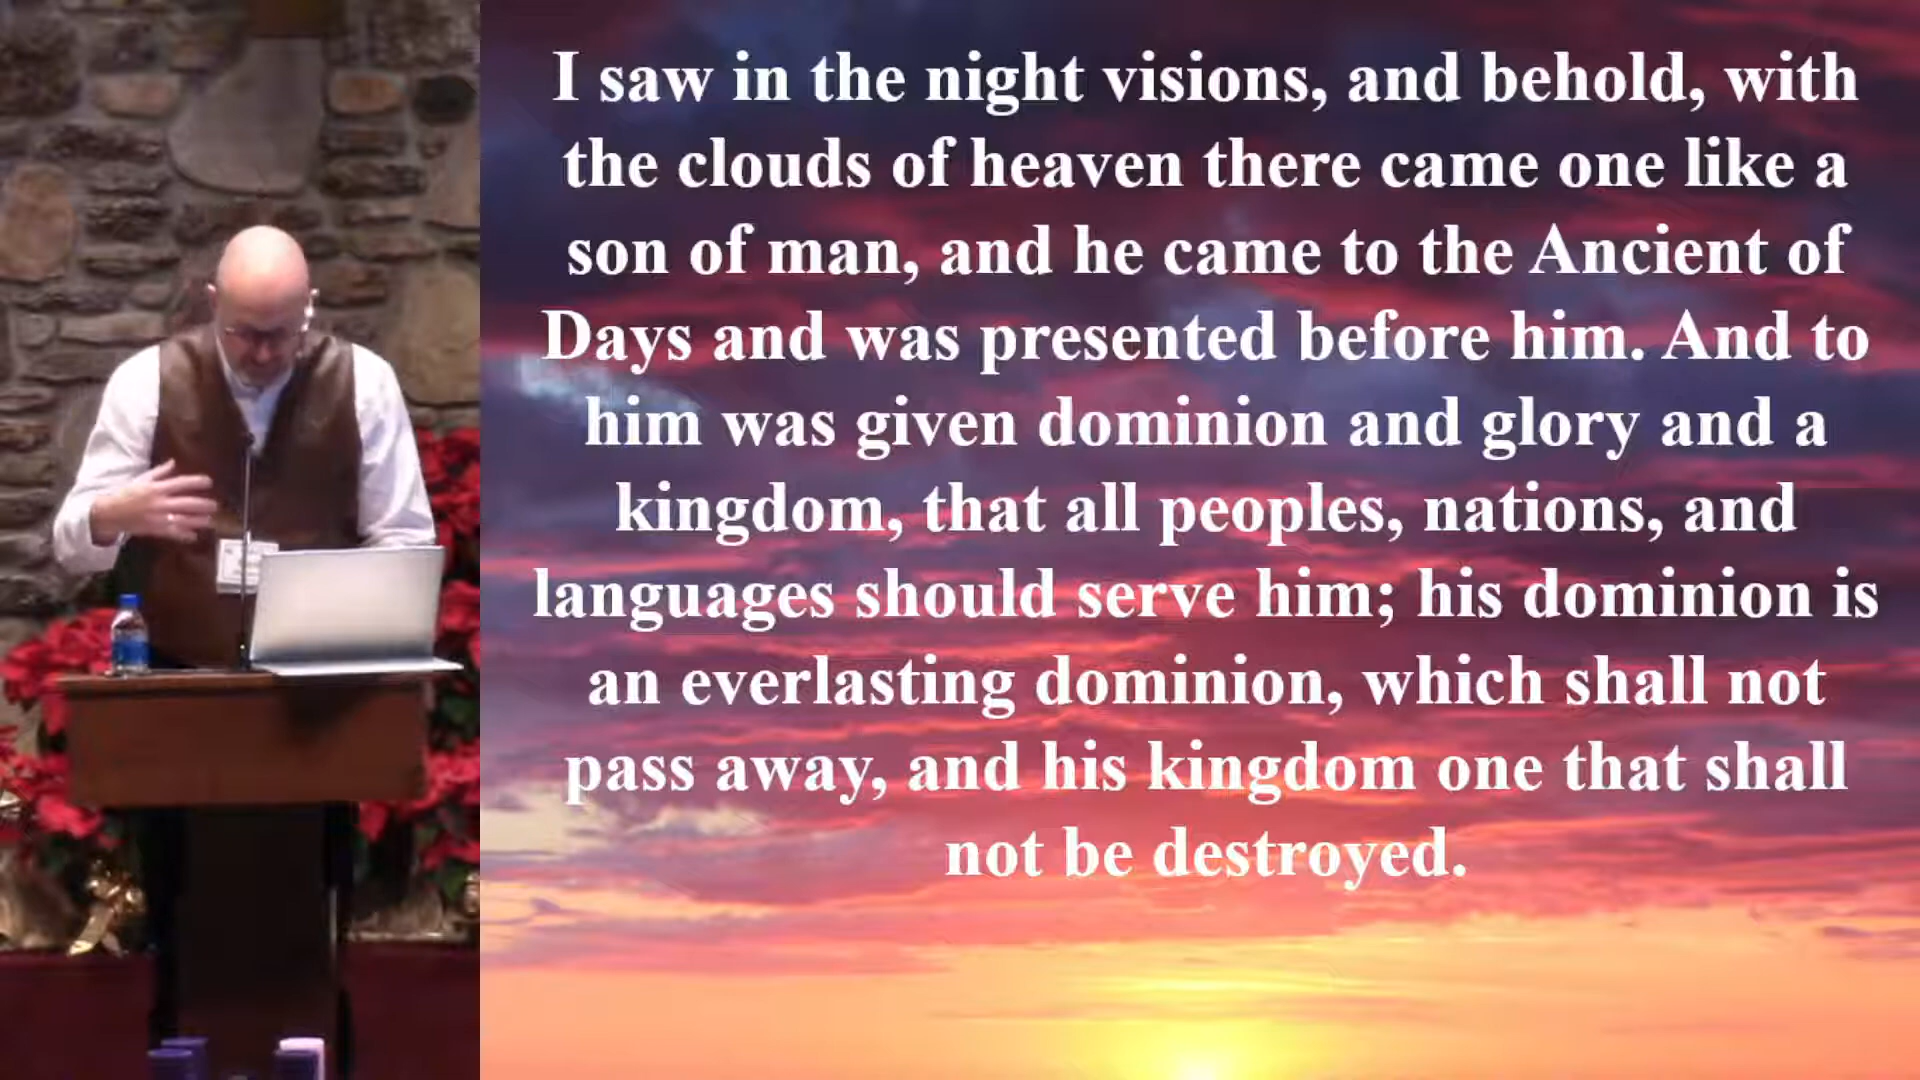 I saw in the night visions, and behold, with
the clouds of heaven there came one like a
son of man, and he came to the Ancient of
Days and was presented before him. And to
him was given dominion and glory and a
kingdom, that all peoples, nations, and
languages should serve him; his dominion is
an everlasting dominion, which shall not
pass away, and his kingdom one that shall
not be destroyed.